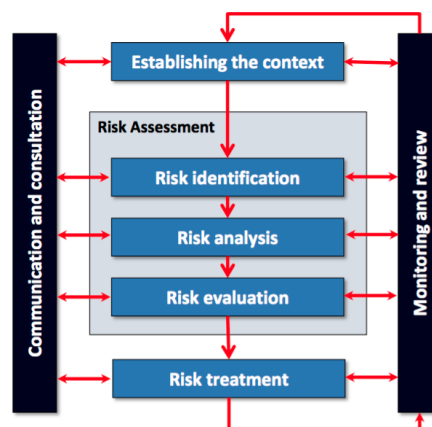 Establishing the context
Communication and consultation
Monitoring and review
Risk Assessment
Risk identification
Risk analysis
Risk evaluation
Risk treatment